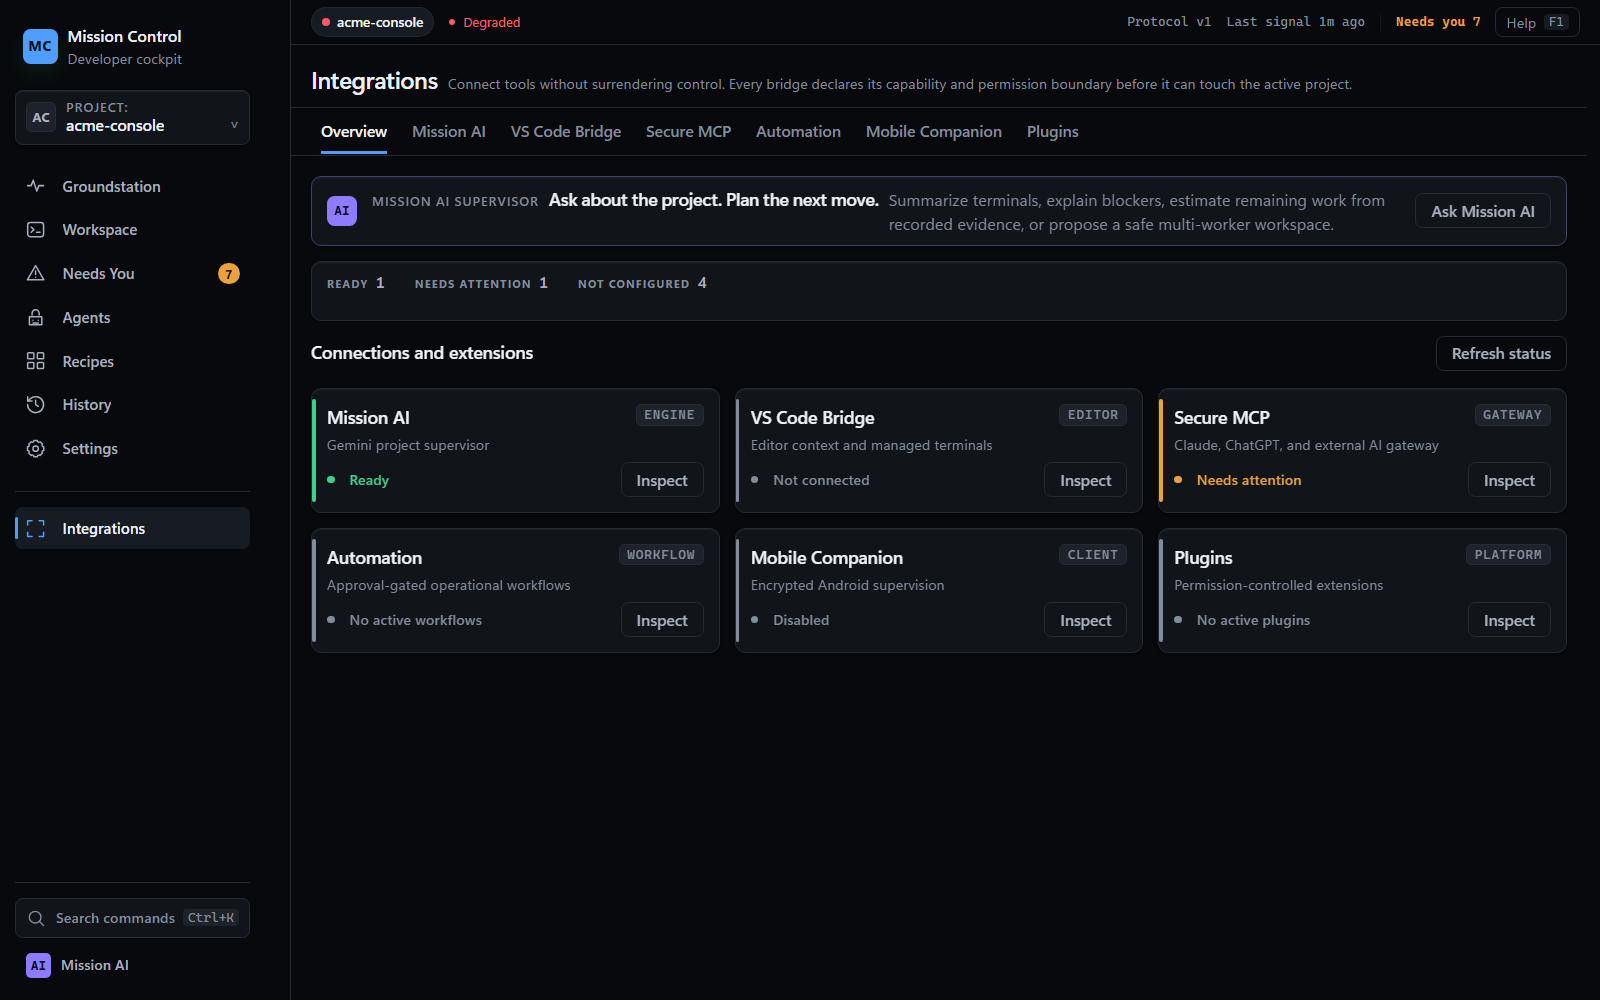 MC
Mission Control
Developer cockpit
AC
PROJECT:
acme-console
v
Groundstation
Workspace
Needs You
7
Agents
Recipes
History
Settings
Integrations
Search commands Ctrl+K
AI
Mission AI
acme-console
Degraded
Protocol v1 Last signal 1m ago
Needs you 7
Help F1
Integrations
Connect tools without surrendering control. Every bridge declares its capability and permission boundary before it can touch the active project.
Overview
Mission AI
VS Code Bridge
Secure MCP
Automation
Mobile Companion
Plugins
AI
MISSION AI SUPERVISOR
Ask about the project. Plan the next move.
Summarize terminals, explain blockers, estimate remaining work from
recorded evidence, or propose a safe multi-worker workspace.
Ask Mission AI
READY 1
NEEDS ATTENTION 1
NOT CONFIGURED 4
Connections and extensions
Refresh status
Mission AI
ENGINE
Gemini project supervisor
Ready
Inspect
VS Code Bridge
EDITOR
Editor context and managed terminals
Not connected
Inspect
Secure MCP
GATEWAY
Claude, ChatGPT, and external AI gateway
Needs attention
Inspect
Automation
WORKFLOW
Approval-gated operational workflows
No active workflows
Inspect
Mobile Companion
CLIENT
Encrypted Android supervision
Disabled
Inspect
Plugins
PLATFORM
Permission-controlled extensions
No active plugins
Inspect